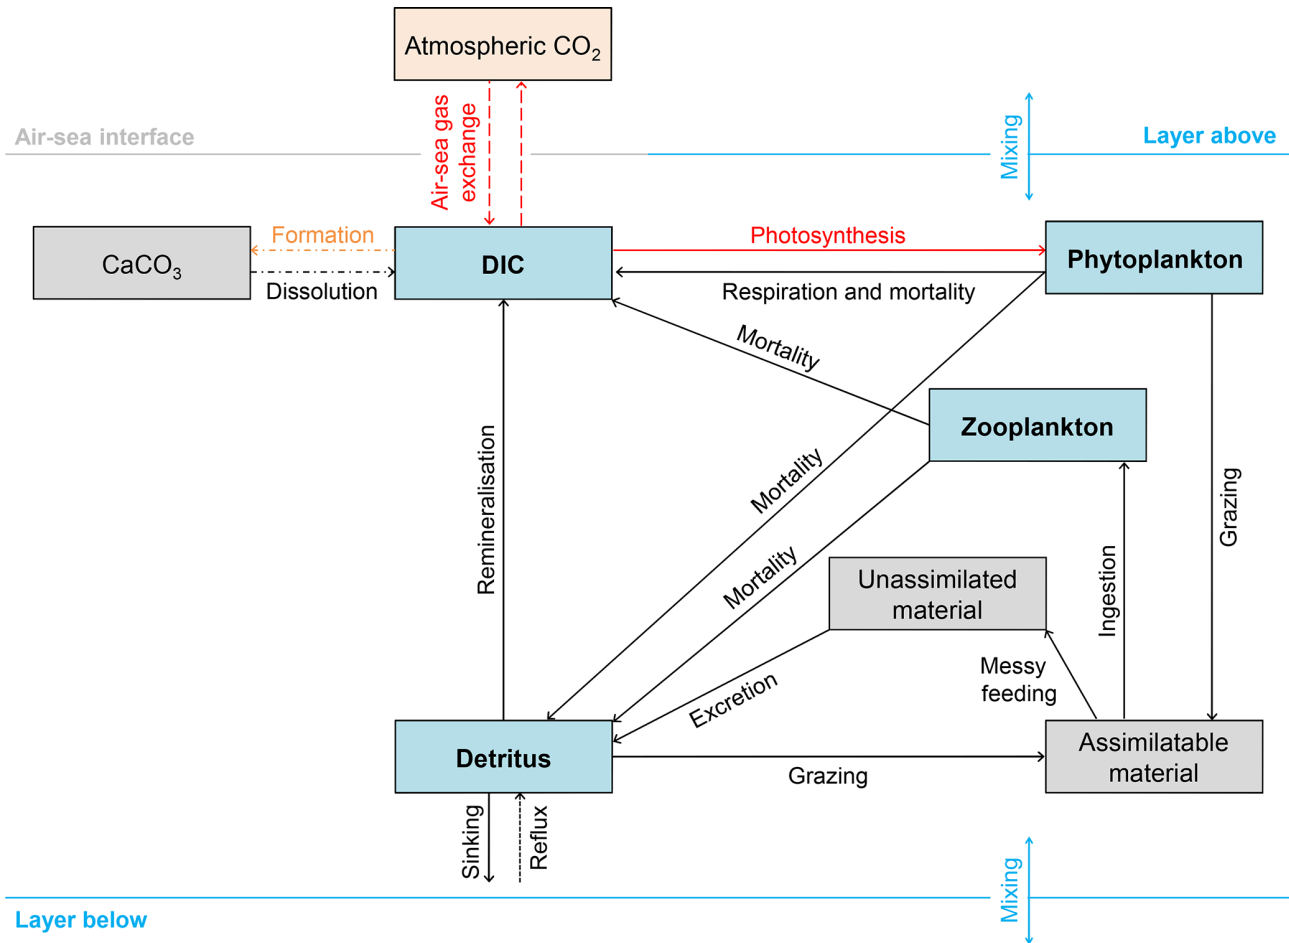 Atmospheric CO₂
Air-sea gas
exchange
Air-sea interface
Mixing
Layer above
CaCO₃
Formation
Dissolution
DIC
Photosynthesis
Respiration and mortality
Phytoplankton
Mortality
Zooplankton
Remineralisation
Mortality
Mortality
Grazing
Unassimilated
material
Ingestion
Messy
feeding
Excretion
Detritus
Grazing
Assimilatable
material
Sinking
Reflux
Mixing
Layer below